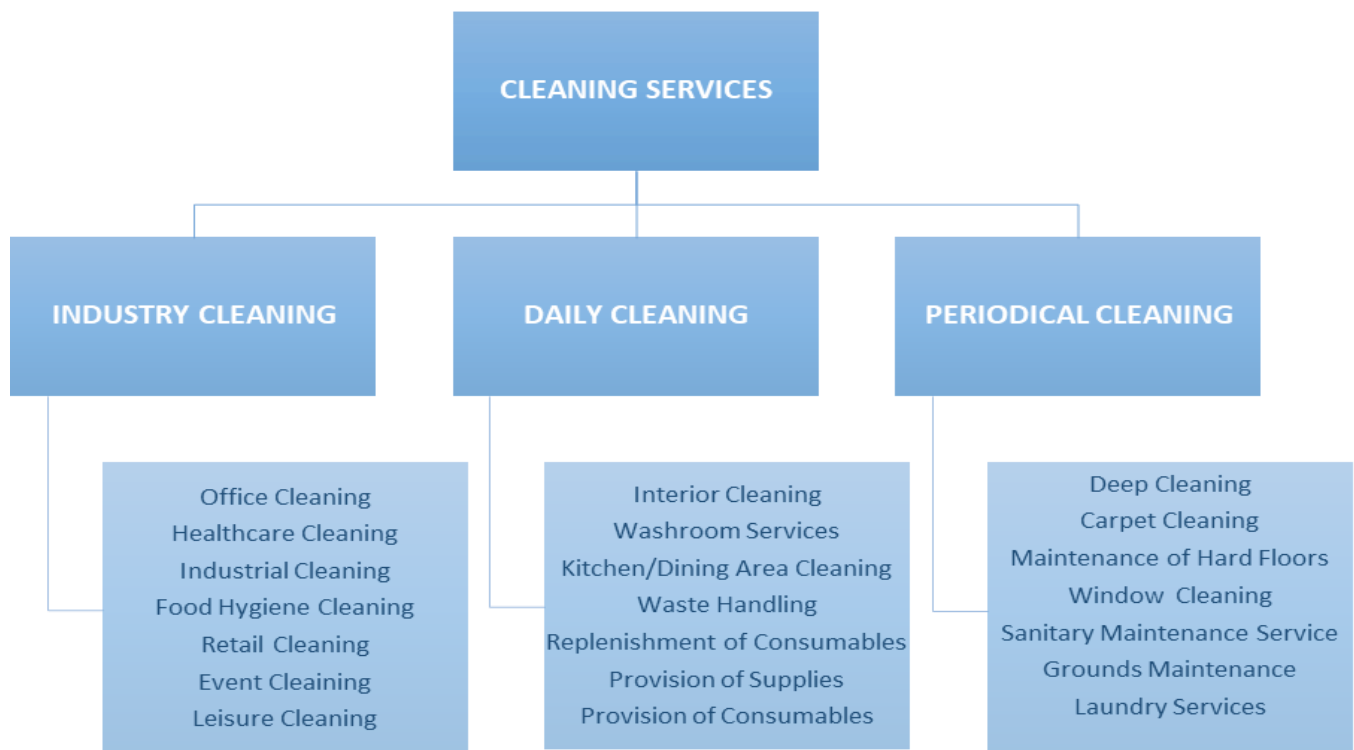 CLEANING SERVICES
INDUSTRY CLEANING
DAILY CLEANING
PERIODICAL CLEANING
Office Cleaning
Healthcare Cleaning
Industrial Cleaning
Food Hygiene Cleaning
Retail Cleaning
Event Cleaining
Leisure Cleaning
Interior Cleaning
Washroom Services
Kitchen/Dining Area Cleaning
Waste Handling
Replenishment of Consumables
Provision of Supplies
Provision of Consumables
Deep Cleaning
Carpet Cleaning
Maintenance of Hard Floors
Window Cleaning
Sanitary Maintenance Service
Grounds Maintenance
Laundry Services